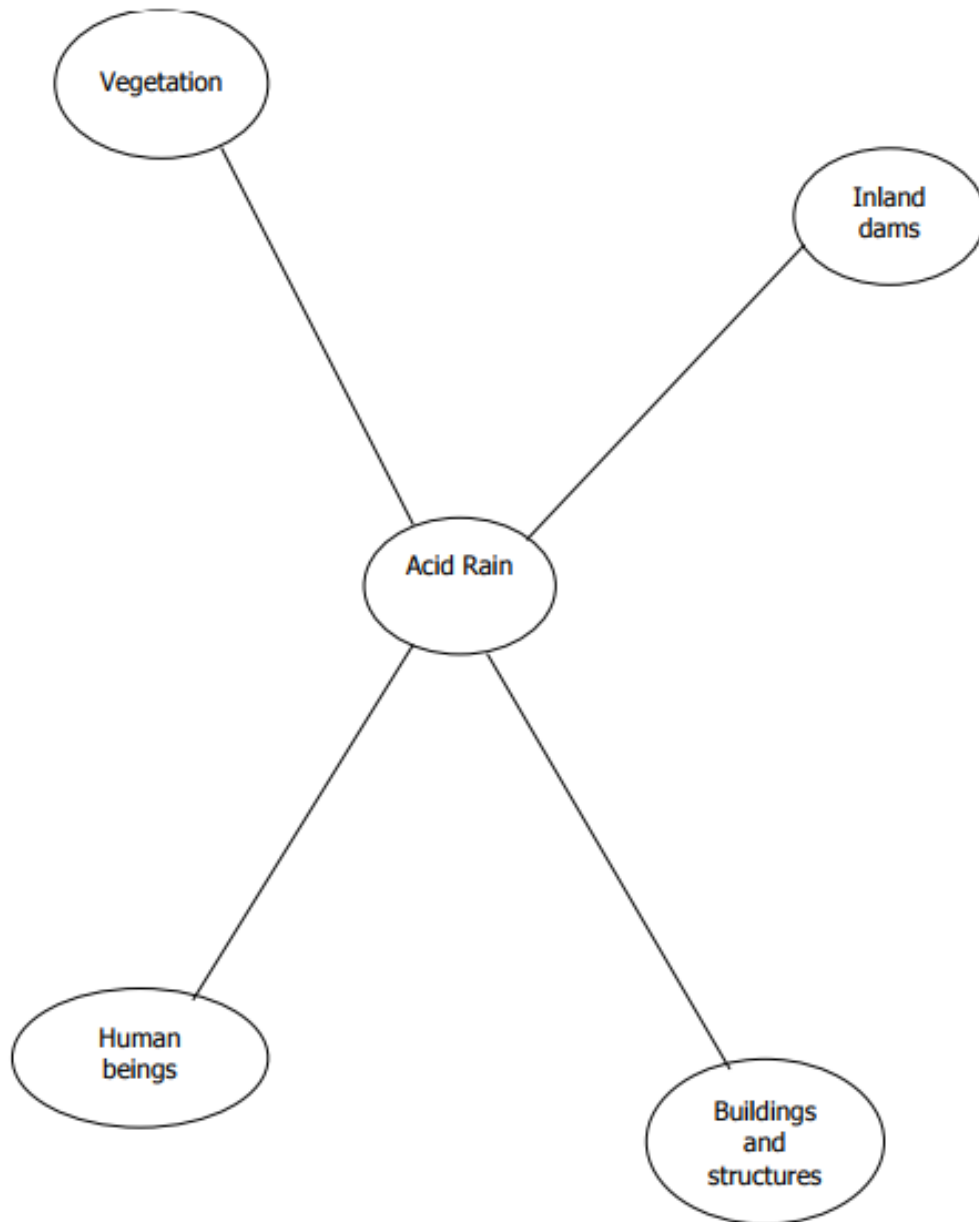 Vegetation
Inland
dams
Acid Rain
Human
beings
Buildings
and
structures